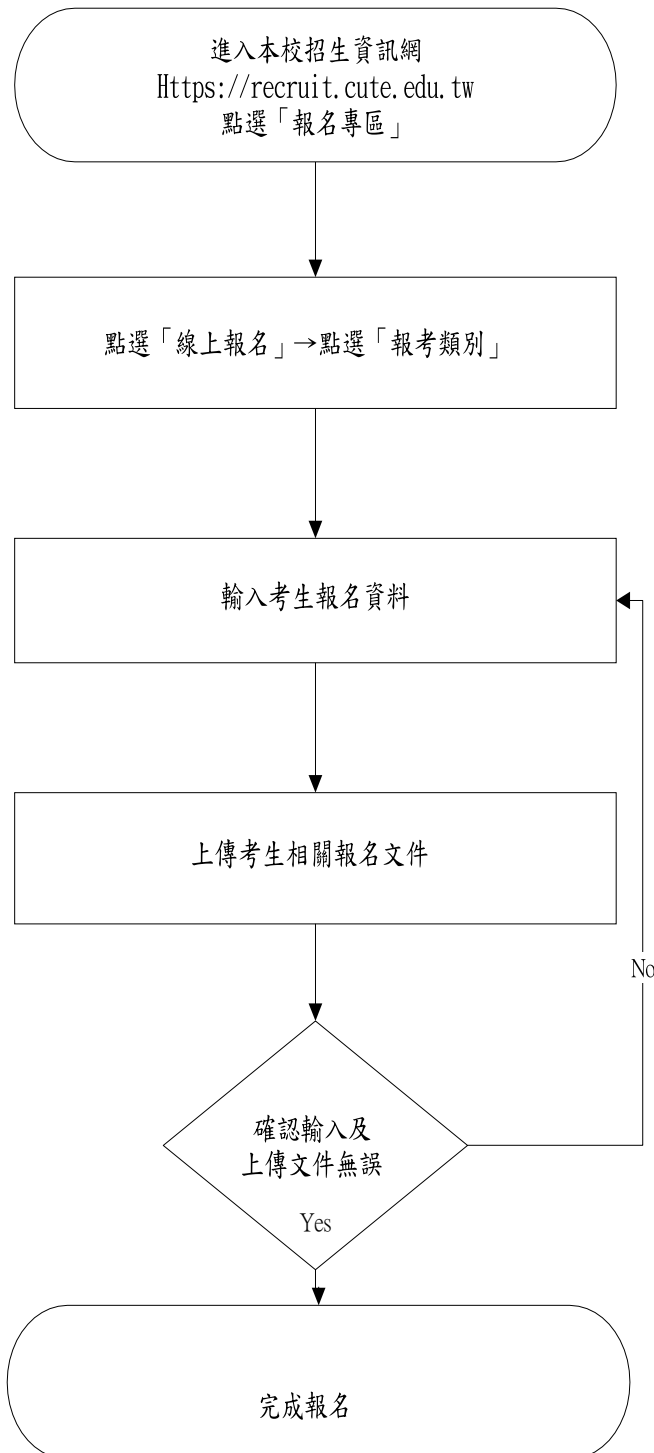 進入本校招生資訊網
Https://recruit.cute.edu.tw
點選「報名專區」
點選「線上報名」→點選「報考類別」
輸入考生報名資料
上傳考生相關報名文件
No
確認輸入及
上傳文件無誤
Yes
完成報名